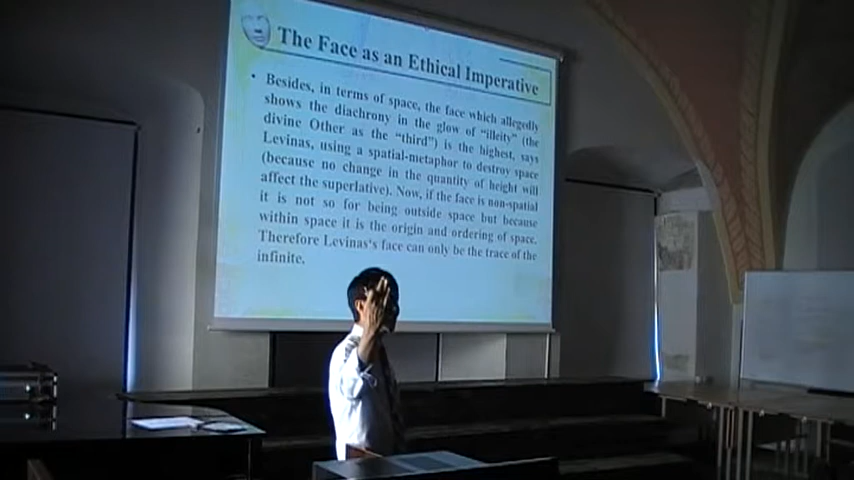 The Face as an Ethical Imperative
• Besides, in terms of space, the face which allegedly
shows the diachrony in the glow of "illeity" (the
divine Other as the "third") is the highest, says
Levinas, using a spatial-metaphor to destroy space
(because no change in the quantity of height will
affect the superlative). Now, if the face is non-spatial
it is not so for being outside space but because
within space it is the origin and ordering of space.
Therefore Levinas's face can only be the trace of the
infinite.